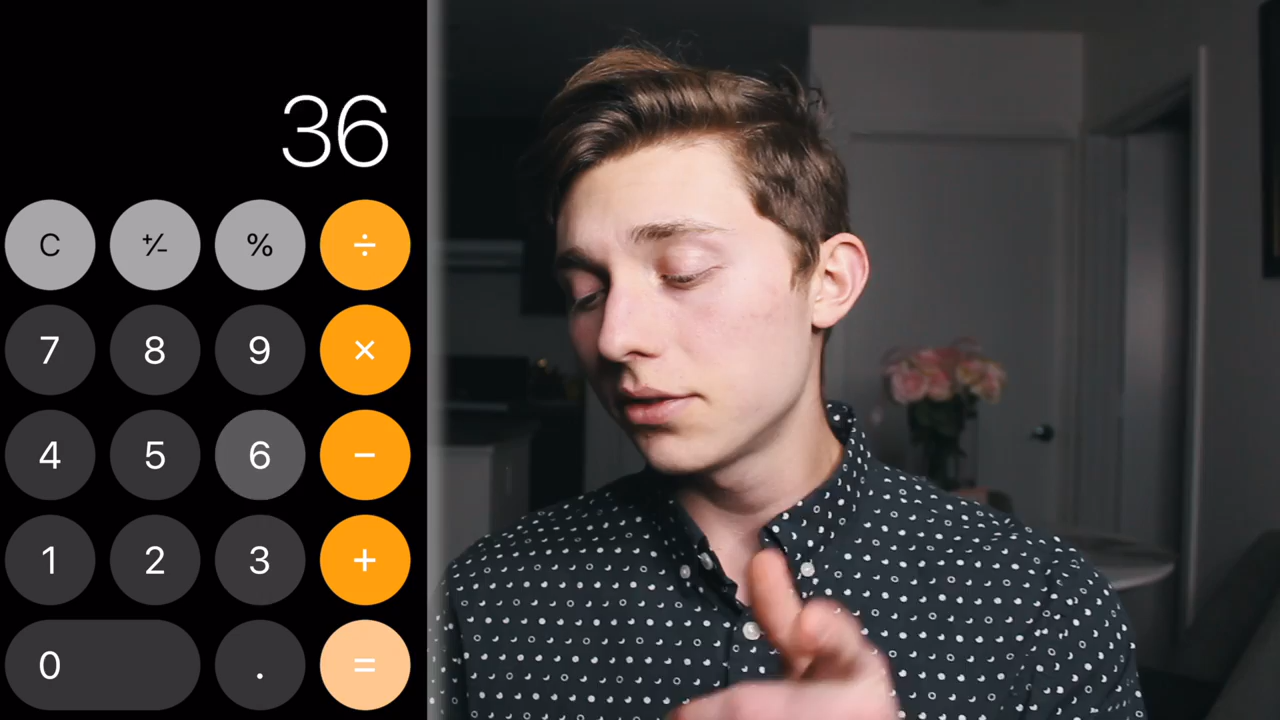 36
C +/- % ÷
7 8 9 ×
4 5 6 −
1 2 3 +
0 . =